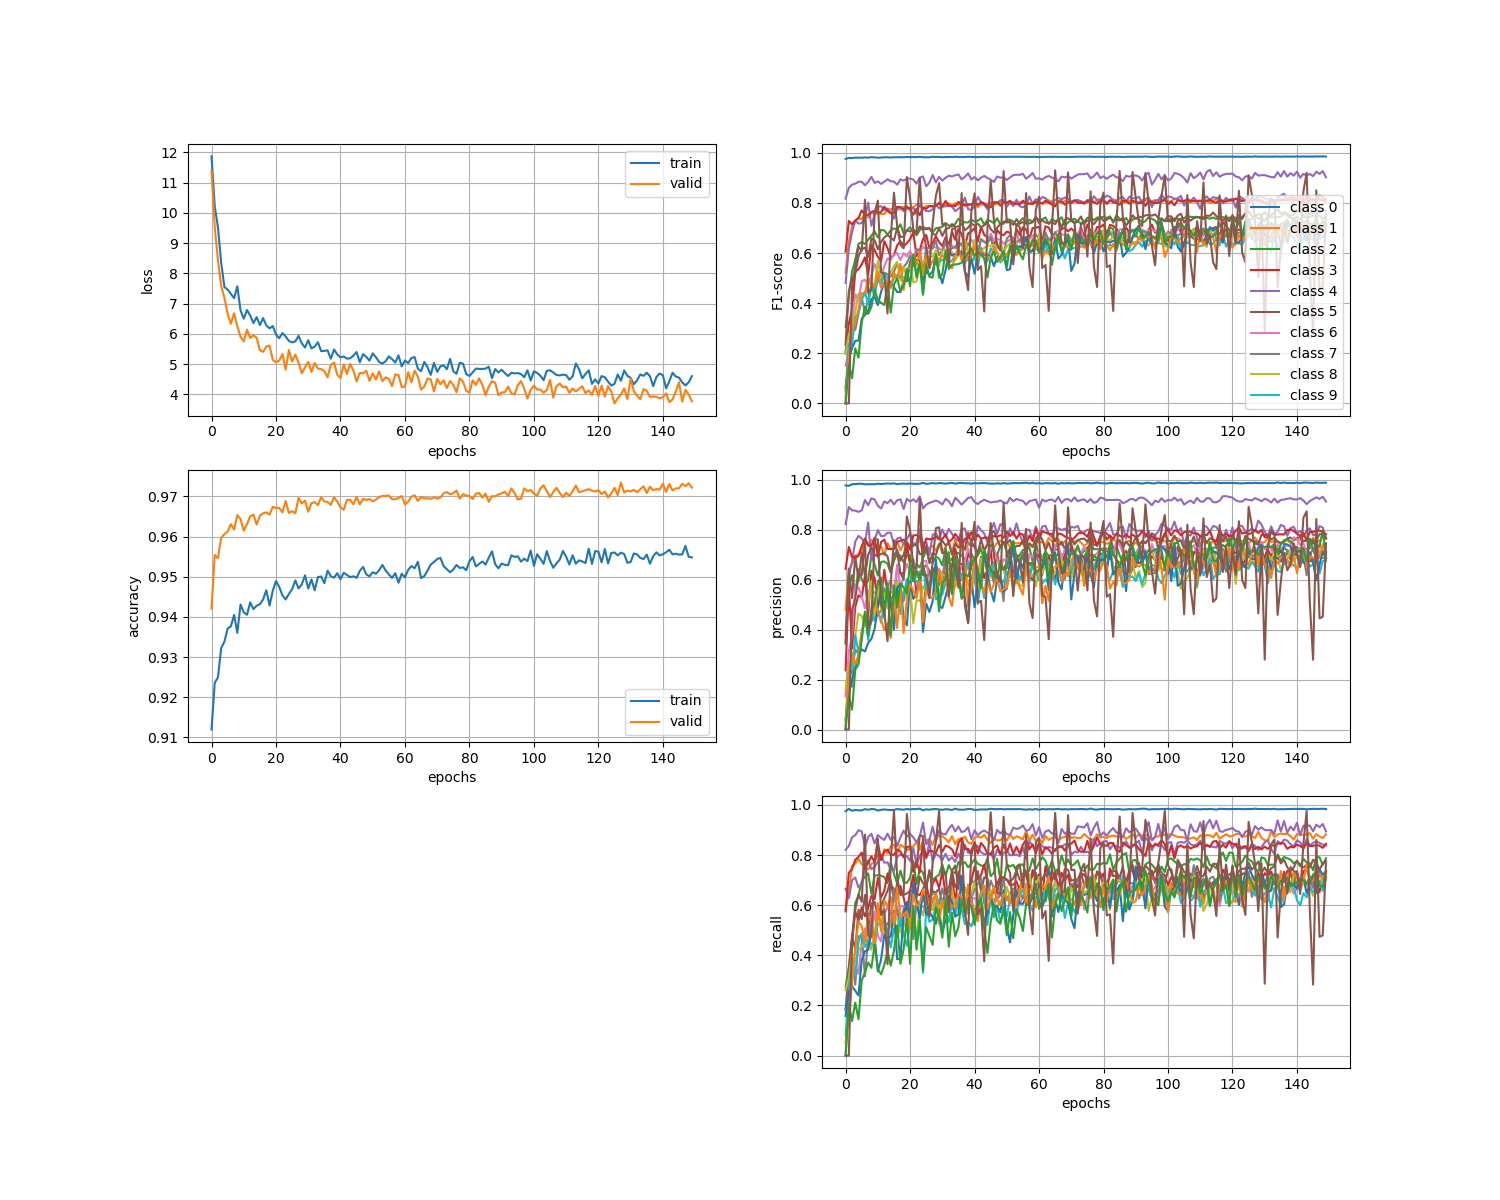 12
11
10
9
8
7
6
5
4
loss
train
valid
0 20 40 60 80 100 120 140
epochs
1.0
0.8
0.6
0.4
0.2
0.0
F1-score
class 0
class 1
class 2
class 3
class 4
class 5
class 6
class 7
class 8
class 9
0 20 40 60 80 100 120 140
epochs
0.97
0.96
0.95
0.94
0.93
0.92
0.91
accuracy
train
valid
0 20 40 60 80 100 120 140
epochs
1.0
0.8
0.6
0.4
0.2
0.0
precision
0 20 40 60 80 100 120 140
epochs
1.0
0.8
0.6
0.4
0.2
0.0
recall
0 20 40 60 80 100 120 140
epochs